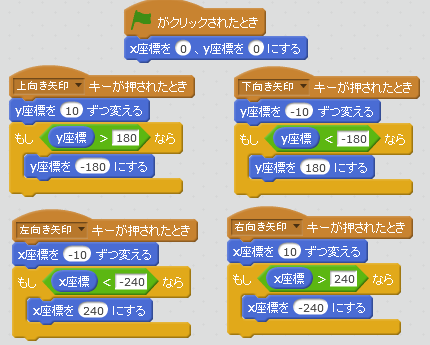 がクリックされたとき
x座標を 0 、y座標を 0 にする
上向き矢印 キーが押されたとき
y座標を 10 ずつ変える
もし y座標 > 180 なら
y座標を -180 にする
下向き矢印 キーが押されたとき
y座標を -10 ずつ変える
もし y座標 < -180 なら
y座標を 180 にする
左向き矢印 キーが押されたとき
x座標を -10 ずつ変える
もし x座標 < -240 なら
x座標を 240 にする
右向き矢印 キーが押されたとき
x座標を 10 ずつ変える
もし x座標 > 240 なら
x座標を -240 にする